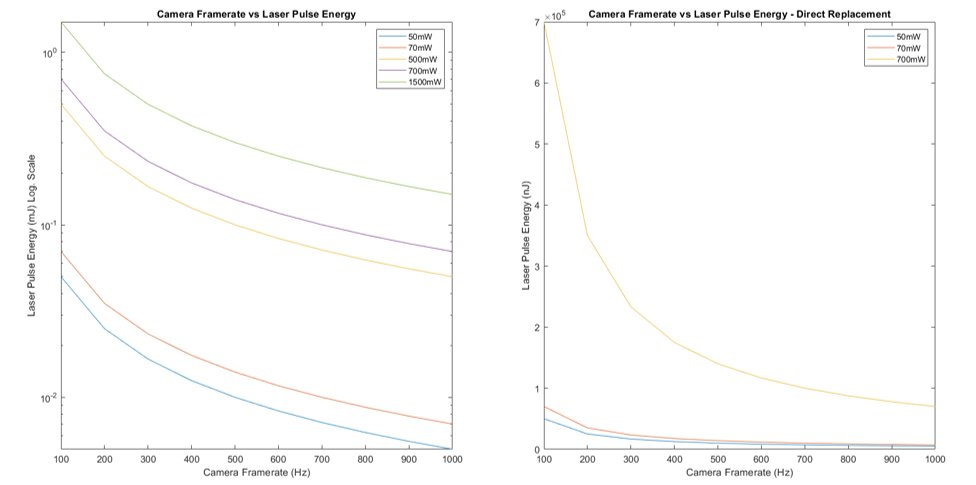 Camera Framerate vs Laser Pulse Energy
50mW
70mW
500mW
700mW
1500mW
10^0
10^-1
10^-2
Laser Pulse Energy (mJ) Log. Scale
100 200 300 400 500 600 700 800 900 1000
Camera Framerate (Hz)
Camera Framerate vs Laser Pulse Energy - Direct Replacement
× 10^5
50mW
70mW
700mW
7
6
5
4
3
2
1
0
Laser Pulse Energy (nJ)
100 200 300 400 500 600 700 800 900 1000
Camera Framerate (Hz)